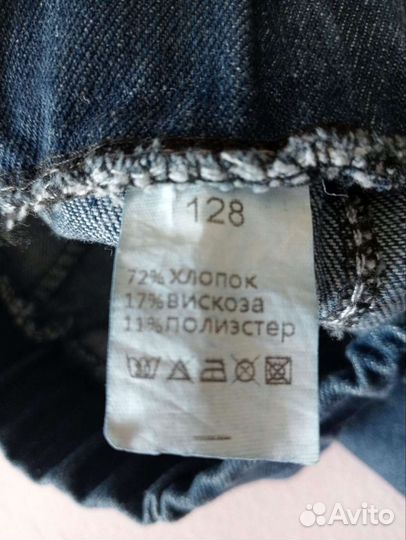 128
72% ХЛОПОК
17% ВИСКОЗА
11% ПОЛИЭСТЕР
Avito